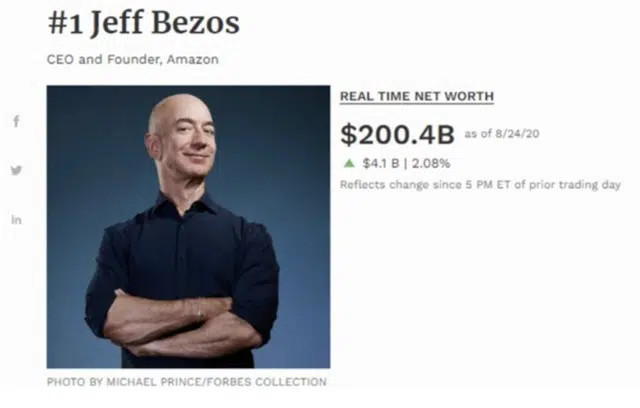 #1 Jeff Bezos
CEO and Founder, Amazon
REAL TIME NET WORTH
$200.4B as of 8/24/20
$4.1 B | 2.08%
Reflects change since 5 PM ET of prior trading day
f
in
PHOTO BY MICHAEL PRINCE/FORBES COLLECTION